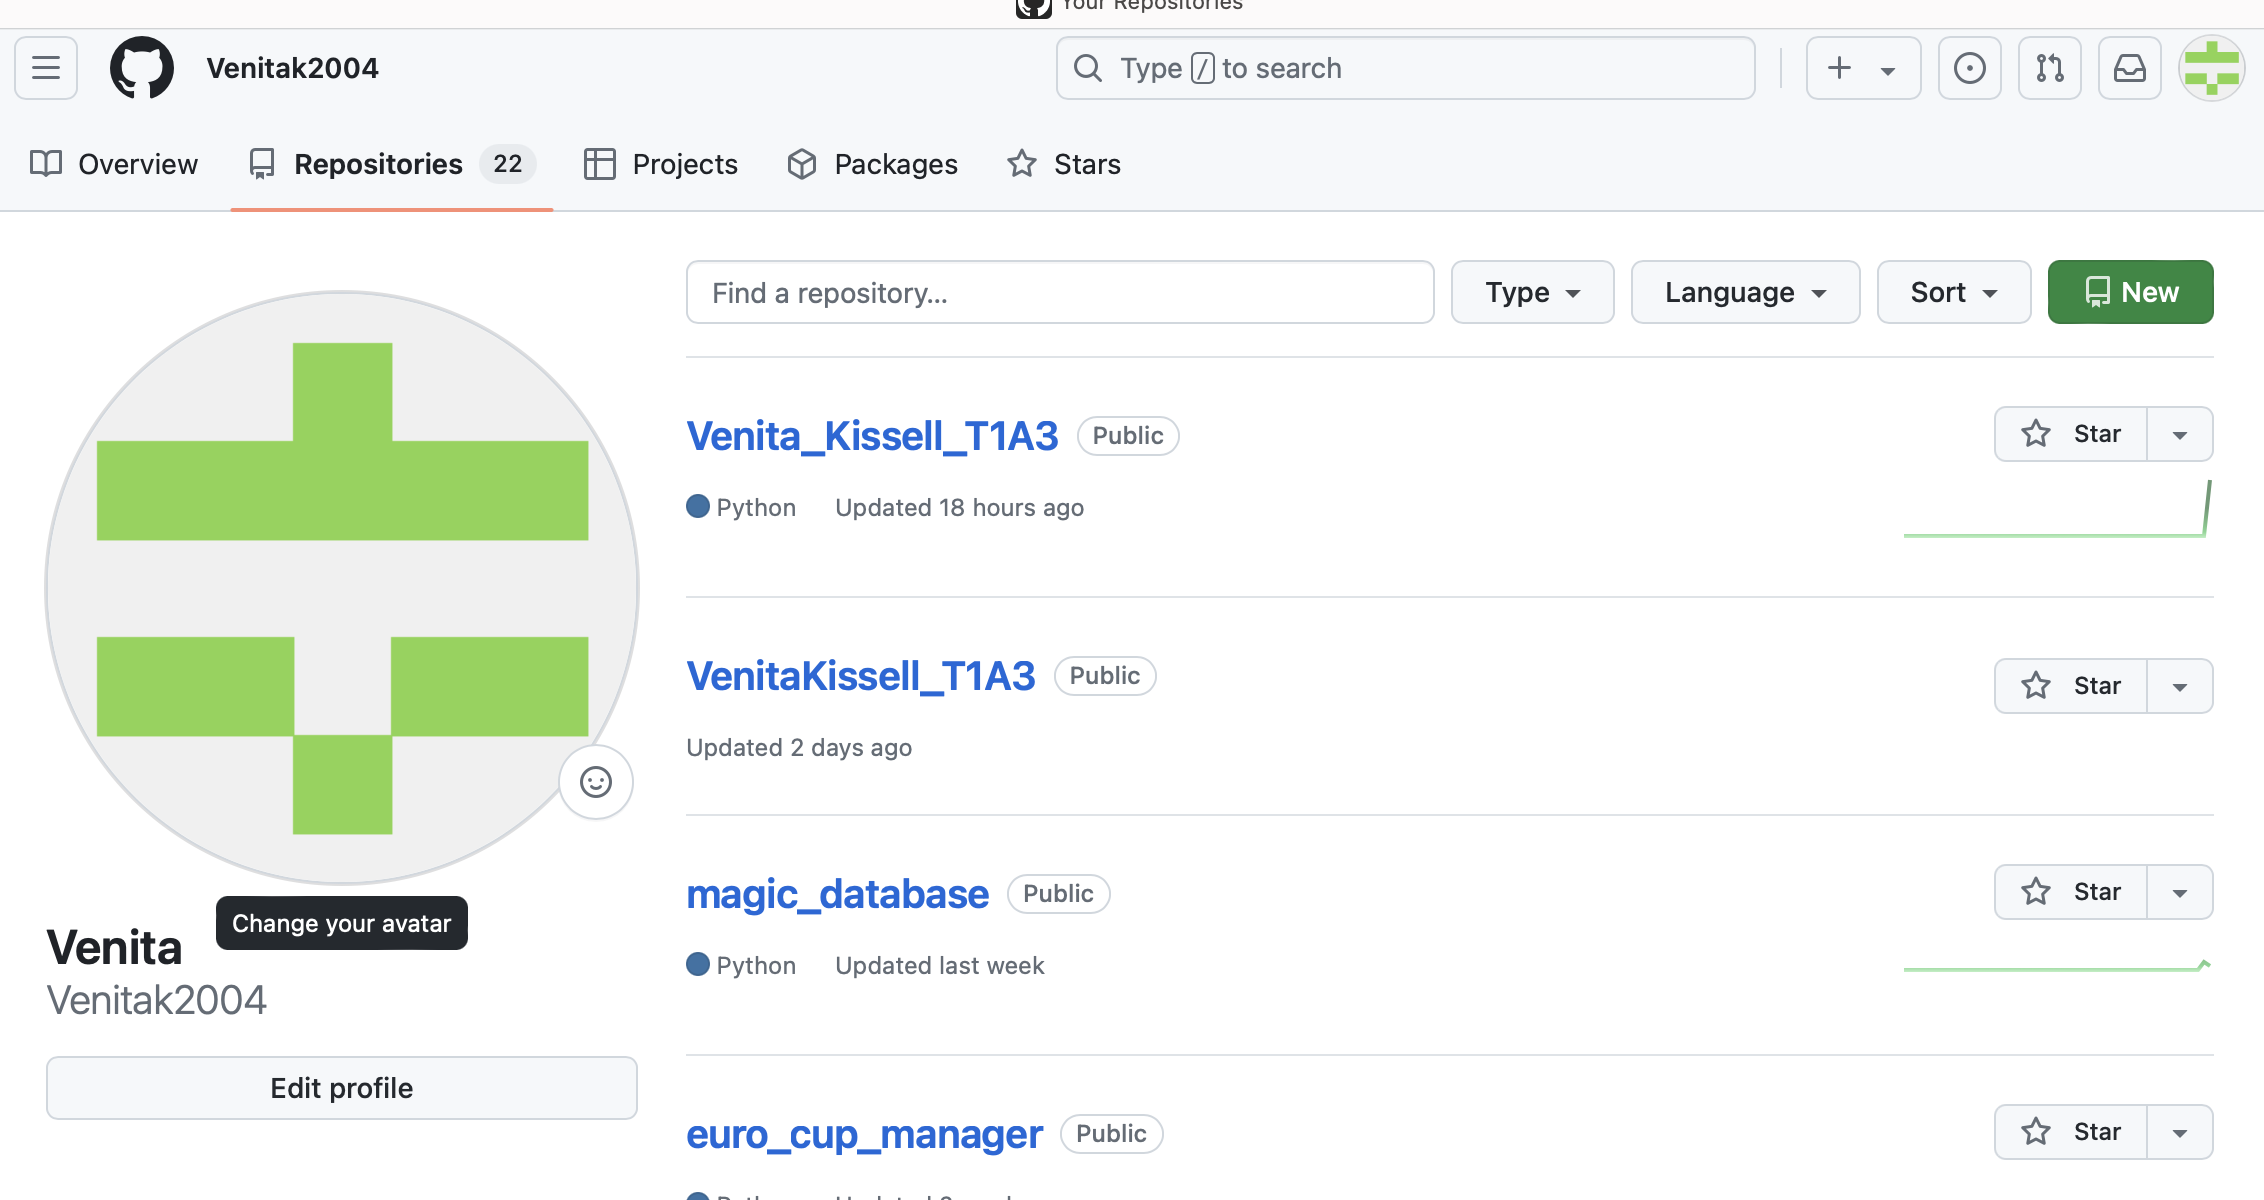 Your Repositories
Venitak2004
Type / to search
Overview
Repositories 22
Projects
Packages
Stars
Find a repository...
Type
Language
Sort
New
Venita_Kissell_T1A3 Public
Star
Python Updated 18 hours ago
VenitaKissell_T1A3 Public
Star
Updated 2 days ago
magic_database Public
Star
Python Updated last week
euro_cup_manager Public
Star
Change your avatar
Venita
Venitak2004
Edit profile